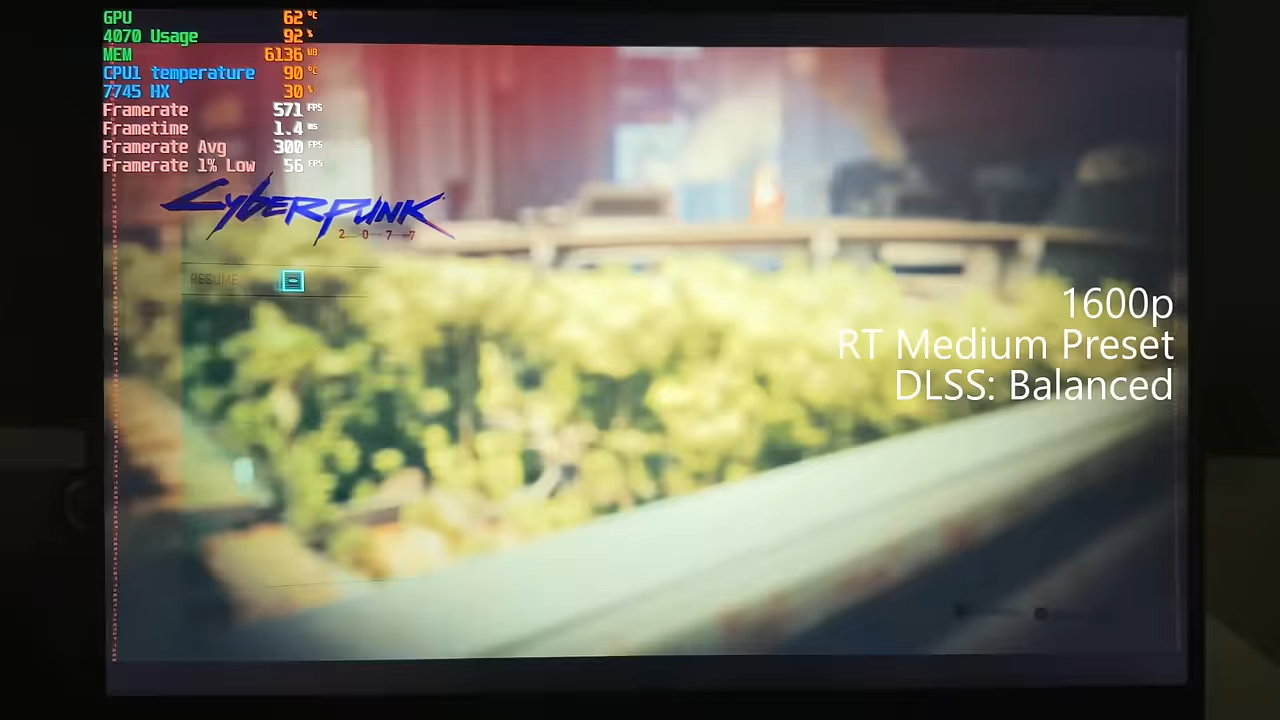 GPU 62 °C
4070 Usage 92 %
MEM 6136 MB
CPU1 temperature 90 °C
7745 HX 30 %
Framerate 571 FPS
Frametime 1.4 ms
Framerate Avg 300 FPS
Framerate 1% Low 56 FPS
Cyberpunk
2077
RESUME
1600p
RT Medium Preset
DLSS: Balanced